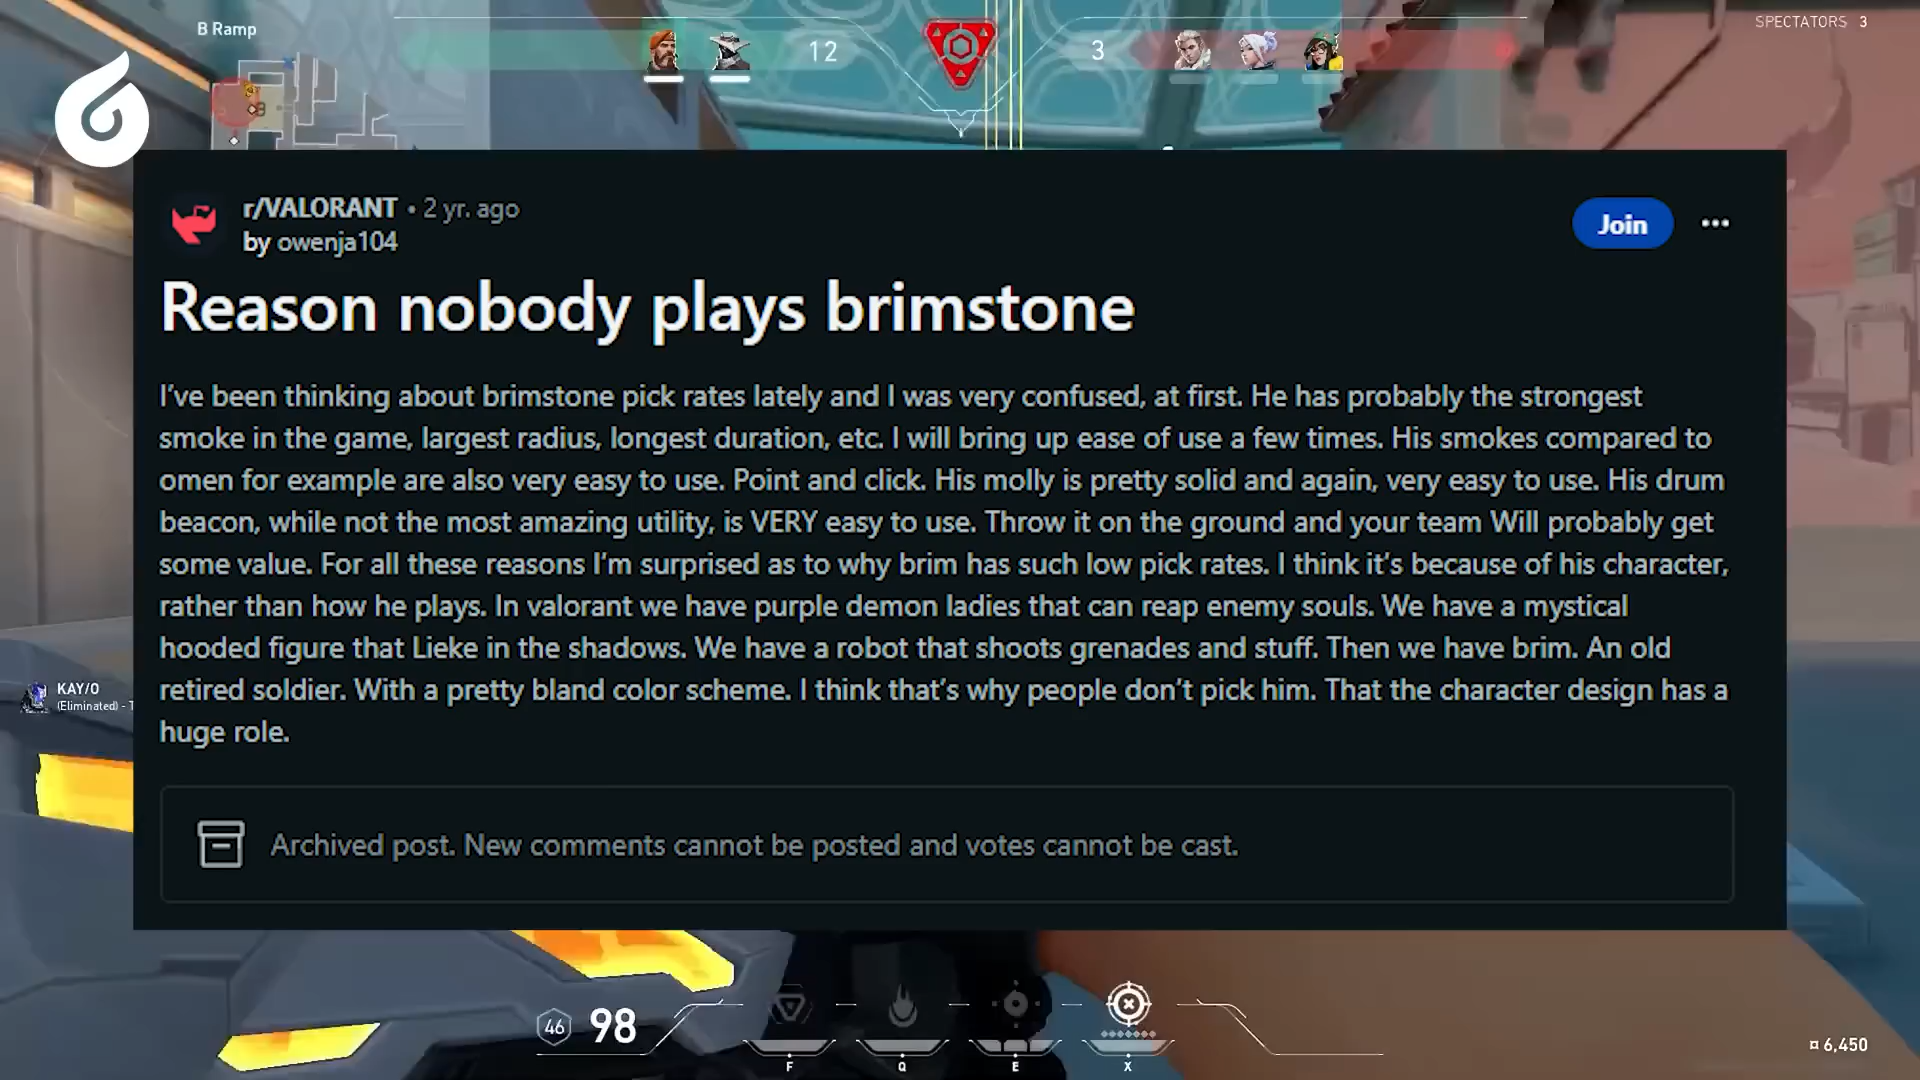 B Ramp
12
3
SPECTATORS 3
B
r/VALORANT • 2 yr. ago
by owenja104
Join
Reason nobody plays brimstone
I've been thinking about brimstone pick rates lately and I was very confused, at first. He has probably the strongest
smoke in the game, largest radius, longest duration, etc. I will bring up ease of use a few times. His smokes compared to
omen for example are also very easy to use. Point and click. His molly is pretty solid and again, very easy to use. His drum
beacon, while not the most amazing utility, is VERY easy to use. Throw it on the ground and your team Will probably get
some value. For all these reasons I'm surprised as to why brim has such low pick rates. I think it's because of his character,
rather than how he plays. In valorant we have purple demon ladies that can reap enemy souls. We have a mystical
hooded figure that Lieke in the shadows. We have a robot that shoots grenades and stuff. Then we have brim. An old
retired soldier. With a pretty bland color scheme. I think that's why people don't pick him. That the character design has a
huge role.
KAY/O
(Eliminated) - T
Archived post. New comments cannot be posted and votes cannot be cast.
46 98
F
Q
E
X
¤ 6,450